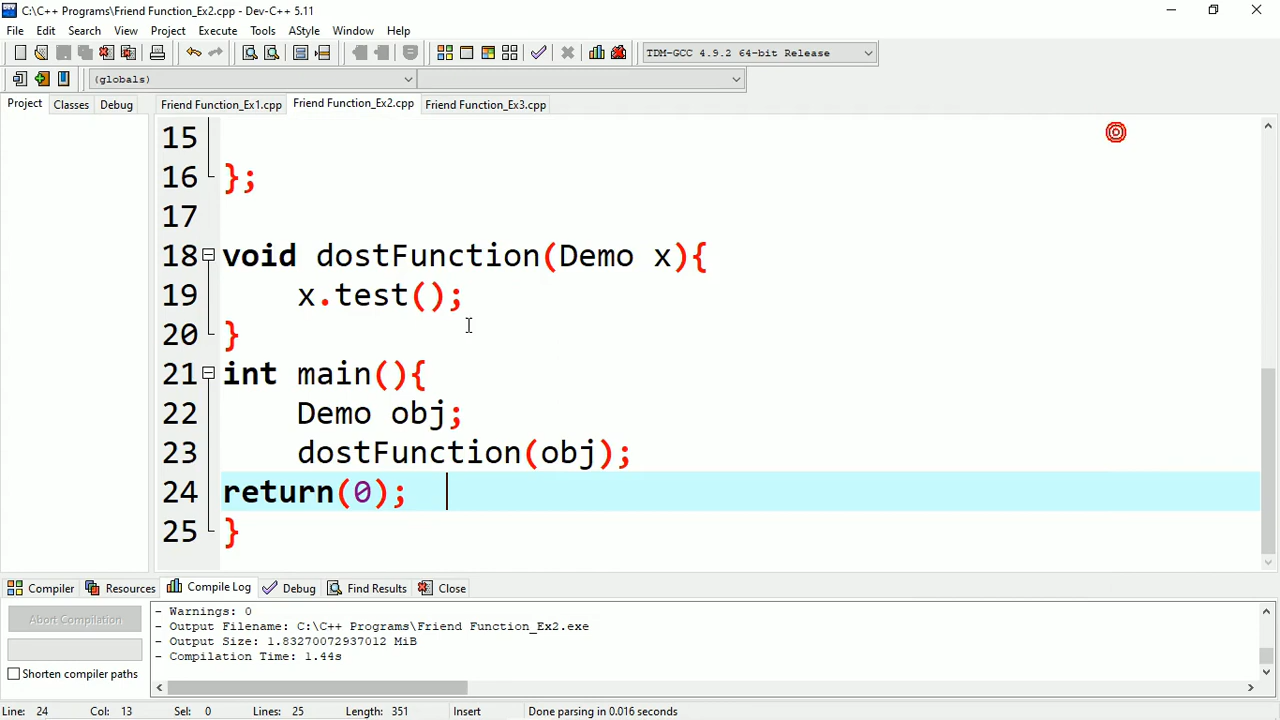 C:\C++ Programs\Friend Function_Ex2.cpp - Dev-C++ 5.11
File Edit Search View Project Execute Tools AStyle Window Help
TDM-GCC 4.9.2 64-bit Release
(globals)
Project Classes Debug Friend Function_Ex1.cpp Friend Function_Ex2.cpp Friend Function_Ex3.cpp
15
16 };
17
18 void dostFunction(Demo x){
19 x.test();
20 }
21 int main(){
22 Demo obj;
23 dostFunction(obj);
24 return(0);
25 }
Compiler Resources Compile Log Debug Find Results Close
Abort Compilation
Shorten compiler paths
- Warnings: 0
- Output Filename: C:\C++ Programs\Friend Function_Ex2.exe
- Output Size: 1.83270072937012 MiB
- Compilation Time: 1.44s
Line: 24 Col: 13 Sel: 0 Lines: 25 Length: 351 Insert Done parsing in 0.016 seconds